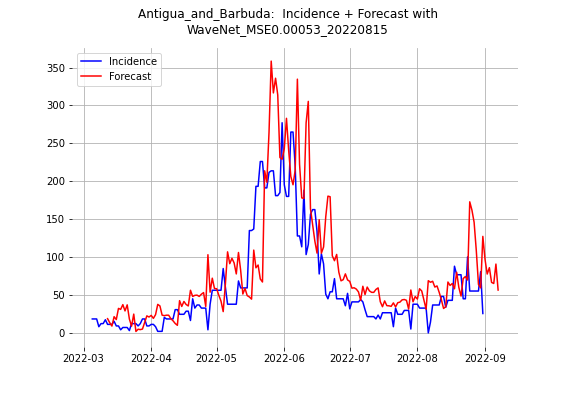 Antigua_and_Barbuda:  Incidence + Forecast with
WaveNet_MSE0.00053_20220815
Incidence
Forecast
350
300
250
200
150
100
50
0
2022-03 2022-04 2022-05 2022-06 2022-07 2022-08 2022-09